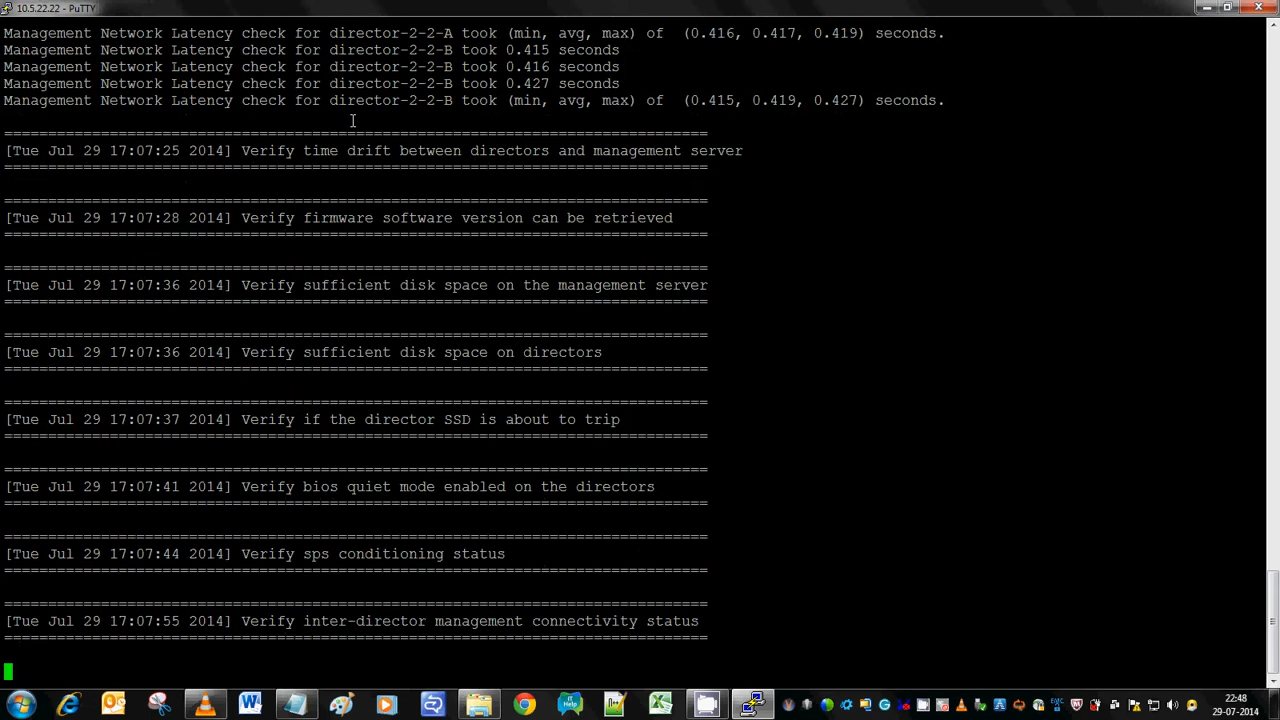 10.5.22.22 - PuTTY
Management Network Latency check for director-2-2-A took (min, avg, max) of  (0.416, 0.417, 0.419) seconds.
Management Network Latency check for director-2-2-B took 0.415 seconds
Management Network Latency check for director-2-2-B took 0.416 seconds
Management Network Latency check for director-2-2-B took 0.427 seconds
Management Network Latency check for director-2-2-B took (min, avg, max) of  (0.415, 0.419, 0.427) seconds.
================================================================================
[Tue Jul 29 17:07:25 2014] Verify time drift between directors and management server
================================================================================
================================================================================
[Tue Jul 29 17:07:28 2014] Verify firmware software version can be retrieved
================================================================================
================================================================================
[Tue Jul 29 17:07:36 2014] Verify sufficient disk space on the management server
================================================================================
================================================================================
[Tue Jul 29 17:07:36 2014] Verify sufficient disk space on directors
================================================================================
================================================================================
[Tue Jul 29 17:07:37 2014] Verify if the director SSD is about to trip
================================================================================
================================================================================
[Tue Jul 29 17:07:41 2014] Verify bios quiet mode enabled on the directors
================================================================================
================================================================================
[Tue Jul 29 17:07:44 2014] Verify sps conditioning status
================================================================================
================================================================================
[Tue Jul 29 17:07:55 2014] Verify inter-director management connectivity status
================================================================================
IT
Help
22:48
29-07-2014